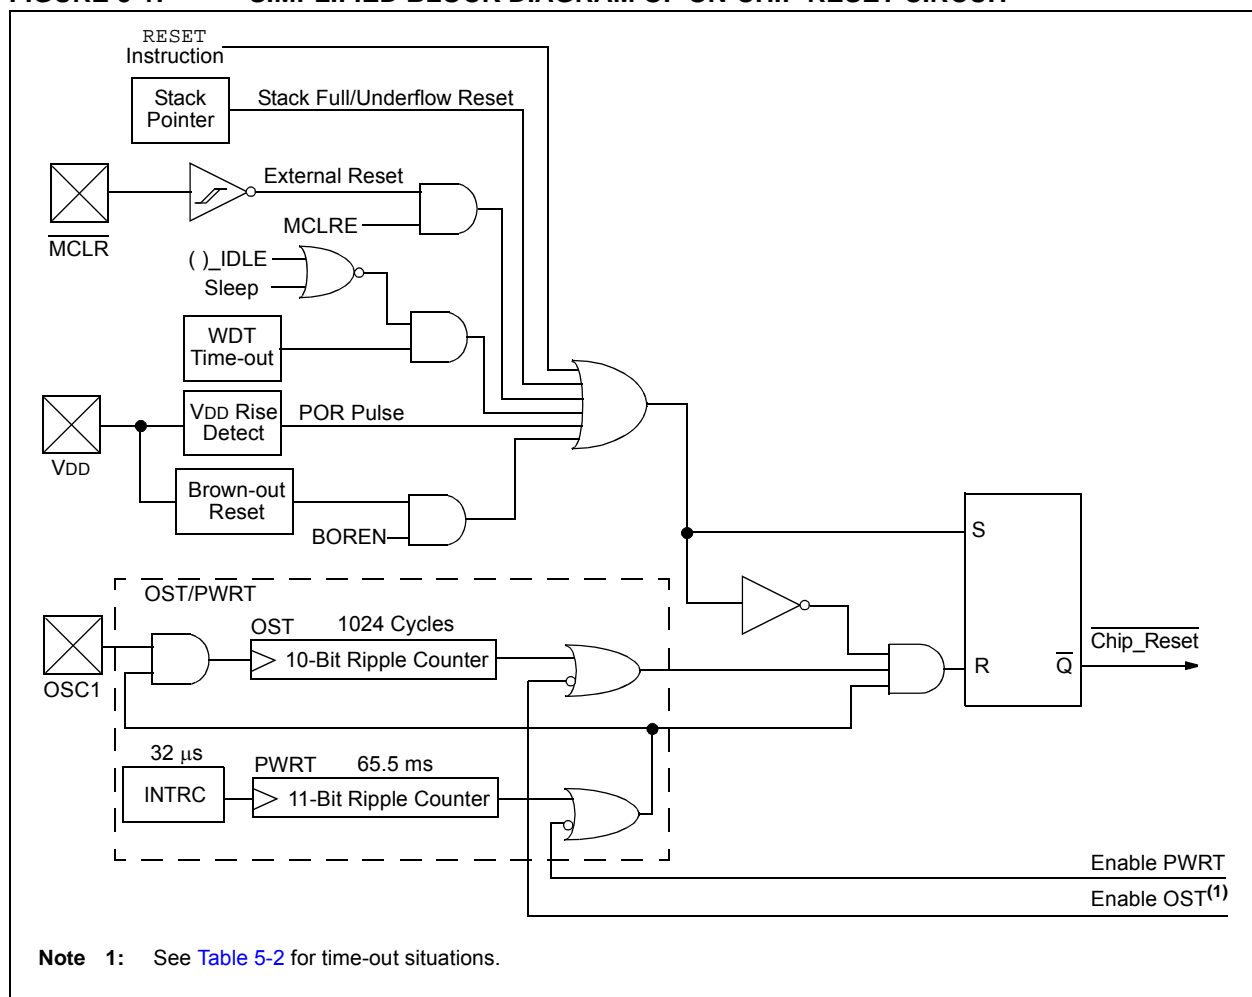 RESET
Instruction
Stack
Pointer
Stack Full/Underflow Reset
External Reset
MCLRE
MCLR
( )_IDLE
Sleep
WDT
Time-out
VDD Rise
Detect
POR Pulse
VDD
Brown-out
Reset
BOREN
S
OST/PWRT
OST
1024 Cycles
10-Bit Ripple Counter
OSC1
R
Q
Chip_Reset
32 μs
INTRC
PWRT
65.5 ms
11-Bit Ripple Counter
Enable PWRT
Enable OST(1)
Note 1: See Table 5-2 for time-out situations.